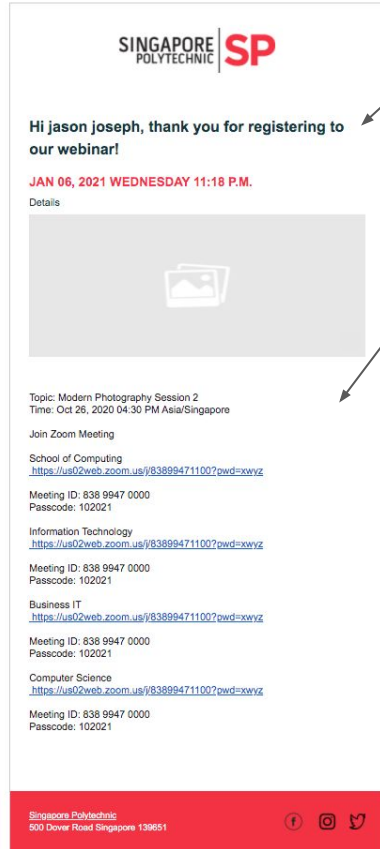 SINGAPORE
POLYTECHNIC
SP
Hi jason joseph, thank you for registering to
our webinar!
JAN 06, 2021 WEDNESDAY 11:18 P.M.
Details
Topic: Modern Photography Session 2
Time: Oct 26, 2020 04:30 PM Asia/Singapore
Join Zoom Meeting
School of Computing
https://us02web.zoom.us/j/83899471100?pwd=xwyz
Meeting ID: 838 9947 0000
Passcode: 102021
Information Technology
https://us02web.zoom.us/j/83899471100?pwd=xwyz
Meeting ID: 838 9947 0000
Passcode: 102021
Business IT
https://us02web.zoom.us/j/83899471100?pwd=xwyz
Meeting ID: 838 9947 0000
Passcode: 102021
Computer Science
https://us02web.zoom.us/j/83899471100?pwd=xwyz
Meeting ID: 838 9947 0000
Passcode: 102021
Singapore Polytechnic
500 Dover Road Singapore 139651